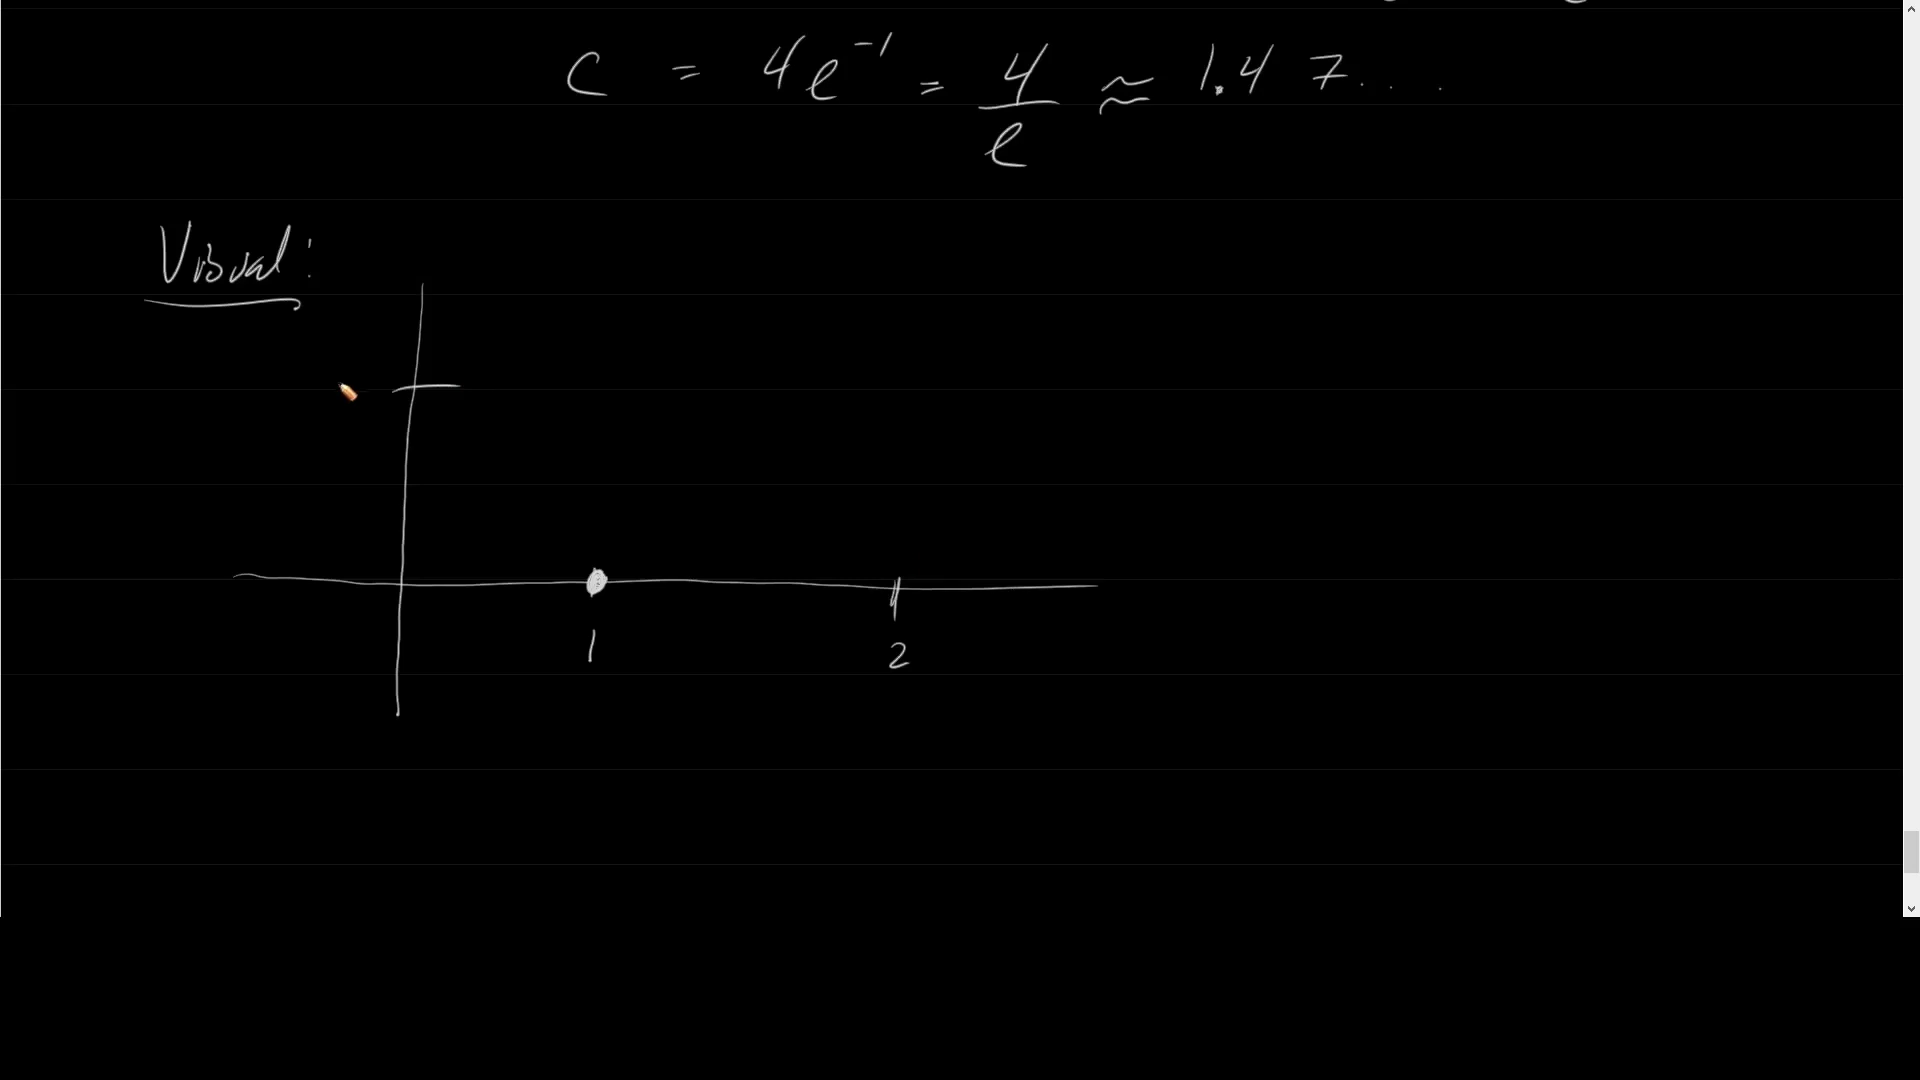 c = 4e⁻¹ = 4/e ≈ 1.47....
Visual:
1 2